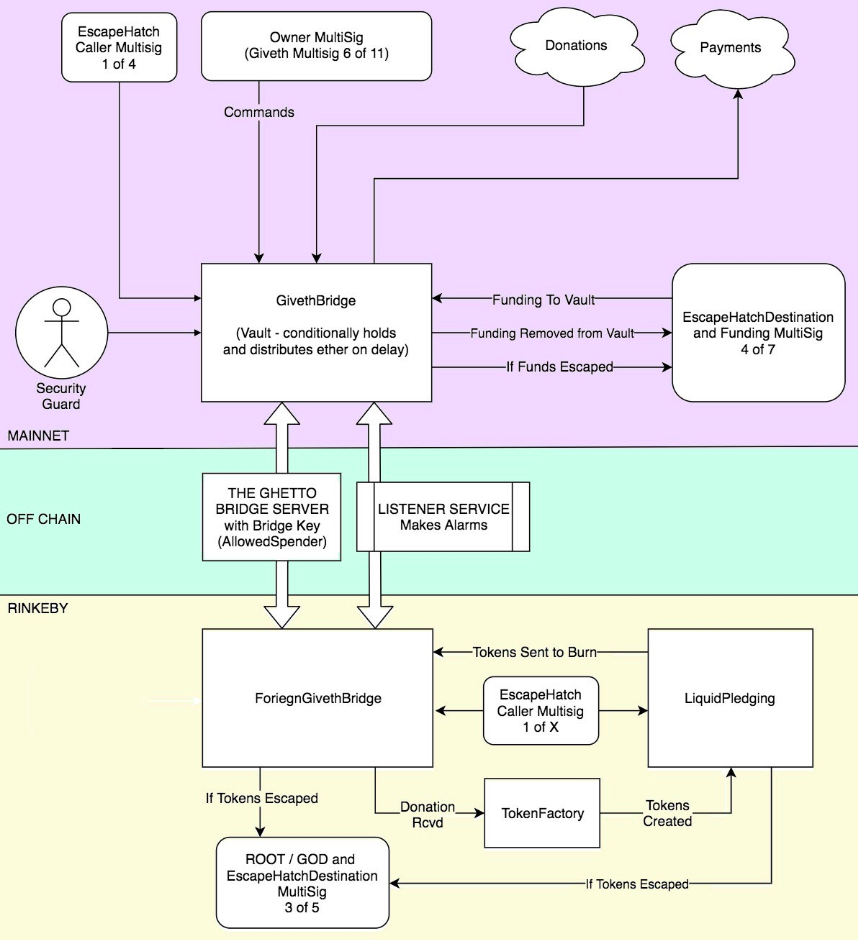 EscapeHatch
Caller Multisig
1 of 4
Owner MultiSig
(Giveth Multisig 6 of 11)
Donations
Payments
Commands
GivethBridge
(Vault - conditionally holds
and distributes ether on delay)
Funding To Vault
Funding Removed from Vault
If Funds Escaped
EscapeHatchDestination
and Funding MultiSig
4 of 7
Security
Guard
MAINNET
OFF CHAIN
THE GHETTO
BRIDGE SERVER
with Bridge Key
(AllowedSpender)
LISTENER SERVICE
Makes Alarms
RINKEBY
ForiegnGivethBridge
Tokens Sent to Burn
EscapeHatch
Caller Multisig
1 of X
LiquidPledging
If Tokens Escaped
Donation
Rcvd
TokenFactory
Tokens
Created
ROOT / GOD and
EscapeHatchDestination
MultiSig
3 of 5
If Tokens Escaped